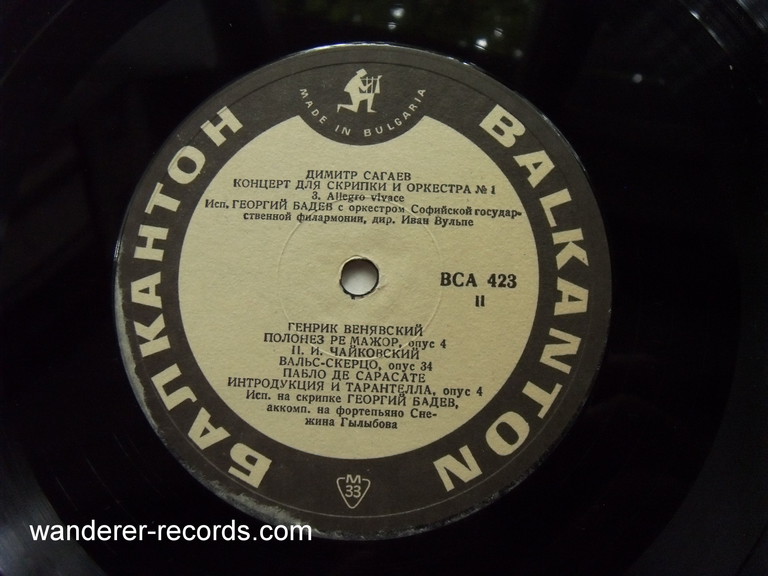 MADE IN BULGARIA
БАЛКАНТОН
BALKANTON
ДИМИТР САГАЕВ
КОНЦЕРТ ДЛЯ СКРИПКИ И ОРКЕСТРА № 1
3. Allegro vivace
Исп. ГЕОРГИЙ БАДЕВ с оркестром Софийской государ-
ственной филармонии, дир. Иван Вульпе
ВСА 423
II
ГЕНРИК ВЕНЯВСКИЙ
ПОЛОНЕЗ РЕ МАЖОР, опус 4
П. И. ЧАЙКОВСКИЙ
ВАЛЬС-СКЕРЦО, опус 34
ПАБЛО ДЕ САРАСАТЕ
ИНТРОДУКЦИЯ И ТАРАНТЕЛЛА, опус 4
Исп. на скрипке ГЕОРГИЙ БАДЕВ,
аккомп. на фортепьяно Сне-
жина Гылыбова
M
33
wanderer-records.com